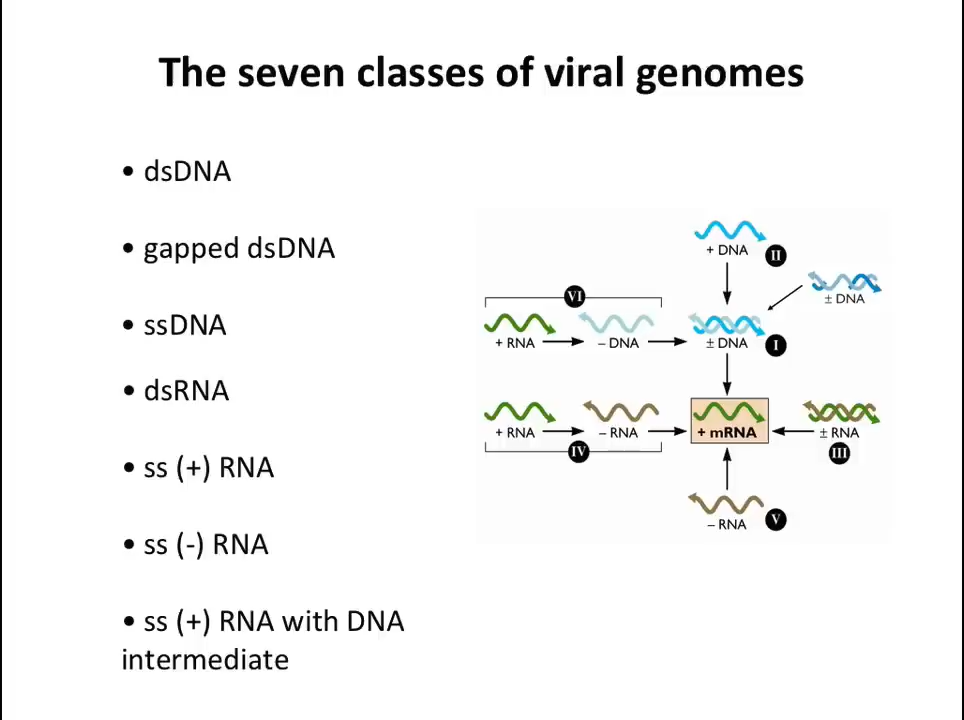 The seven classes of viral genomes
• dsDNA
• gapped dsDNA
• ssDNA
• dsRNA
• ss (+) RNA
• ss (-) RNA
• ss (+) RNA with DNA
intermediate
+ DNA
II
± DNA
VI
+ RNA
– DNA
± DNA
I
+ RNA
– RNA
+ mRNA
± RNA
IV
III
– RNA
V